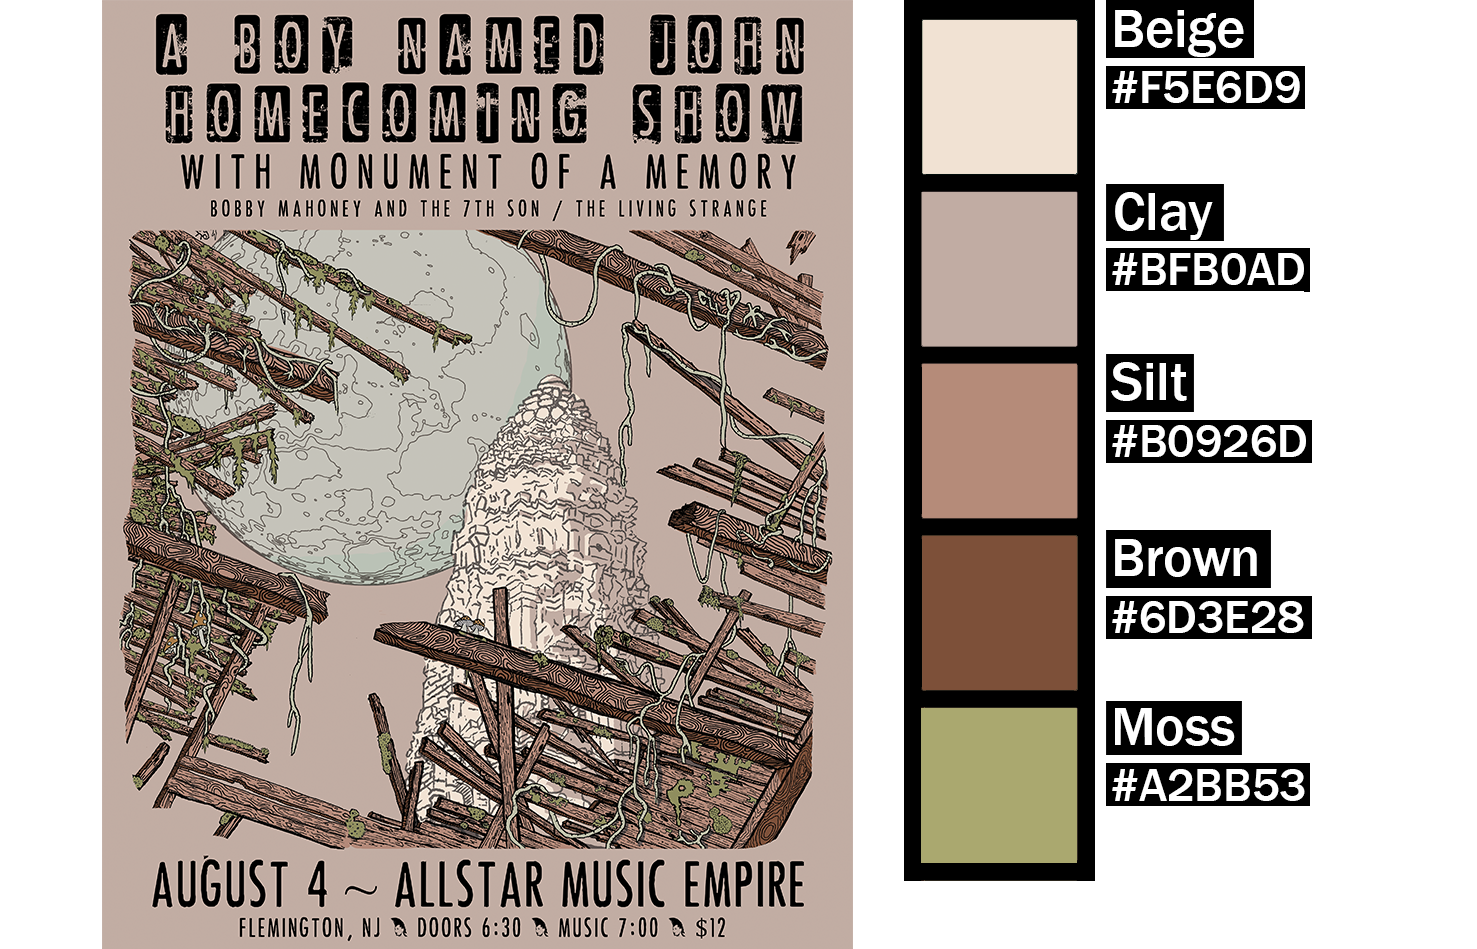 A BOY NAMED JOHN
HOMECOMING SHOW
WITH MONUMENT OF A MEMORY
BOBBY MAHONEY AND THE 7TH SON / THE LIVING STRANGE
AUGUST 4 ~ ALLSTAR MUSIC EMPIRE
FLEMINGTON, NJ DOORS 6:30 MUSIC 7:00 $12
Beige
#F5E6D9
Clay
#BFB0AD
Silt
#B0926D
Brown
#6D3E28
Moss
#A2BB53